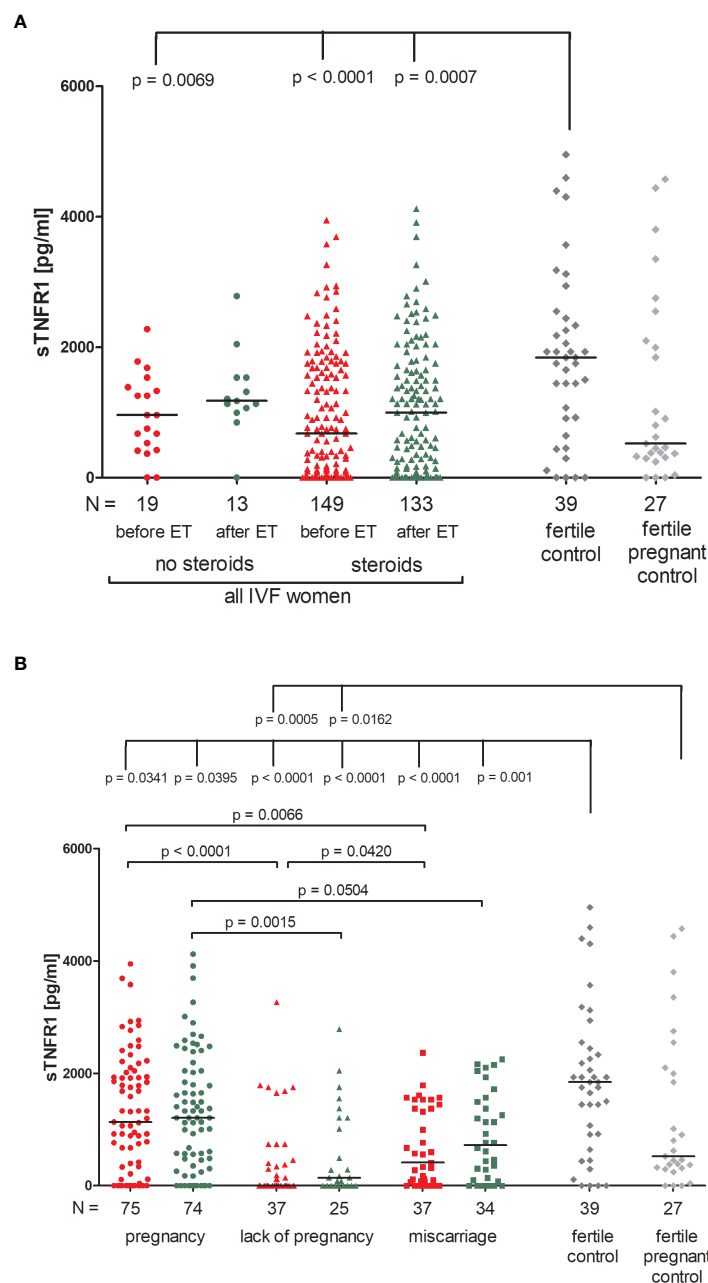 A
p = 0.0069 p < 0.0001 p = 0.0007
6000
4000
2000
0
sTNFR1 [pg/ml]
N = 19 13 149 133 39 27
before ET after ET before ET after ET
fertile control
fertile pregnant control
no steroids steroids
all IVF women
B
p = 0.0005 p = 0.0162
p = 0.0341 p = 0.0395 p < 0.0001 p < 0.0001 p < 0.0001 p = 0.001
p = 0.0066
p < 0.0001 p = 0.0420
p = 0.0504
p = 0.0015
6000
4000
2000
0
sTNFR1 [pg/ml]
N = 75 74 37 25 37 34 39 27
pregnancy lack of pregnancy miscarriage
fertile control
fertile pregnant control